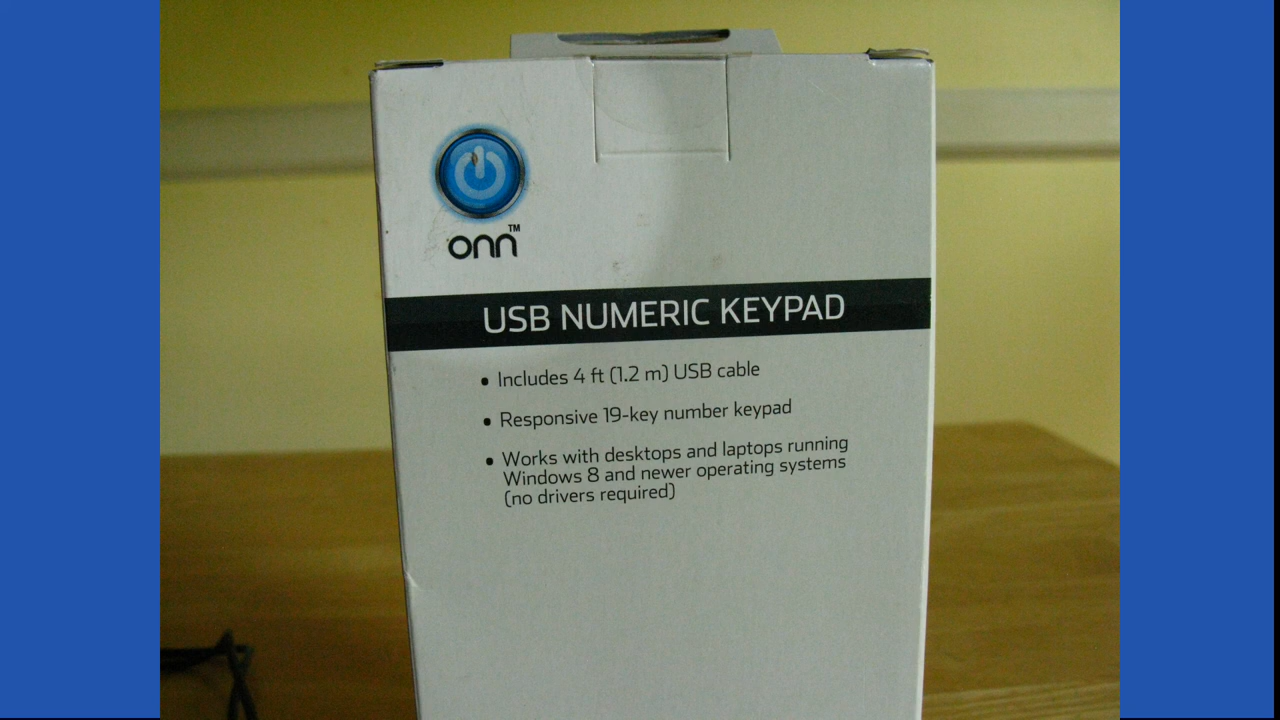 onn™
USB NUMERIC KEYPAD
• Includes 4 ft (1.2 m) USB cable
• Responsive 19-key number keypad
• Works with desktops and laptops running
Windows 8 and newer operating systems
(no drivers required)